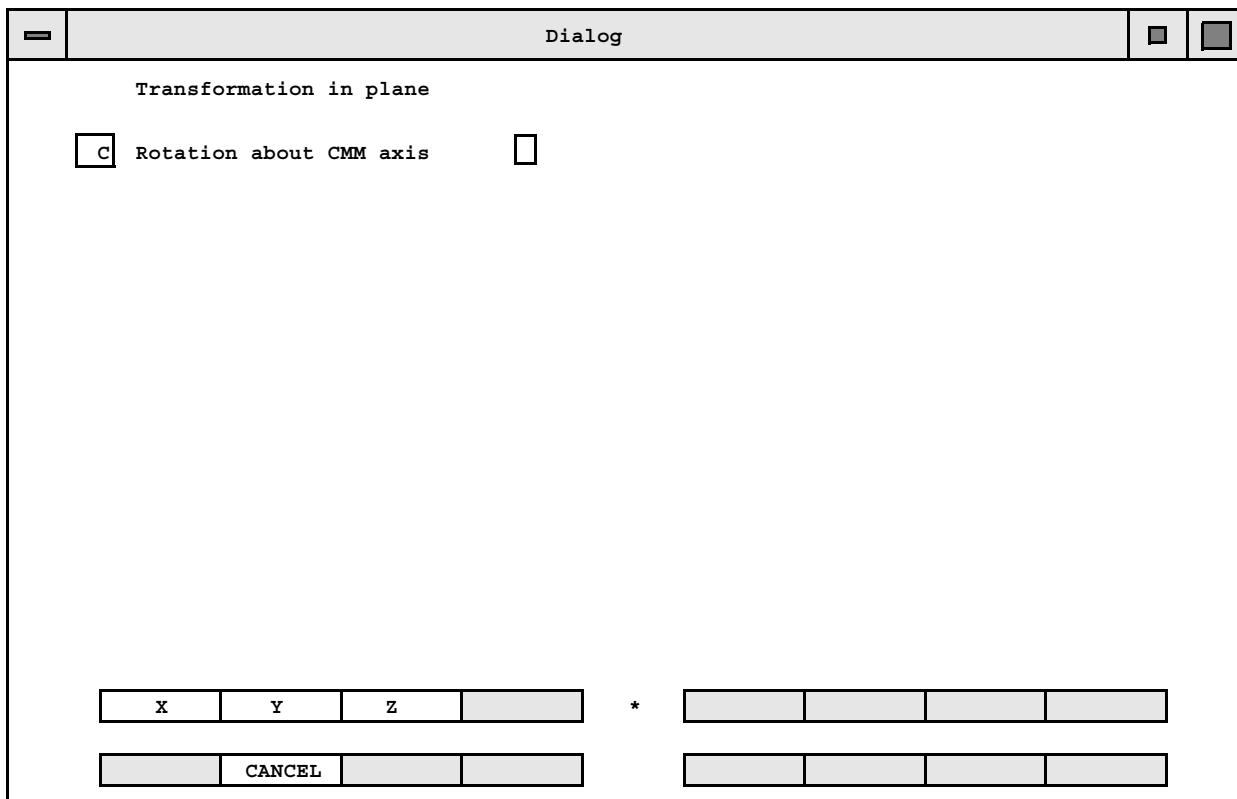 Dialog
Transformation in plane
C Rotation about CMM axis
X Y Z *
CANCEL